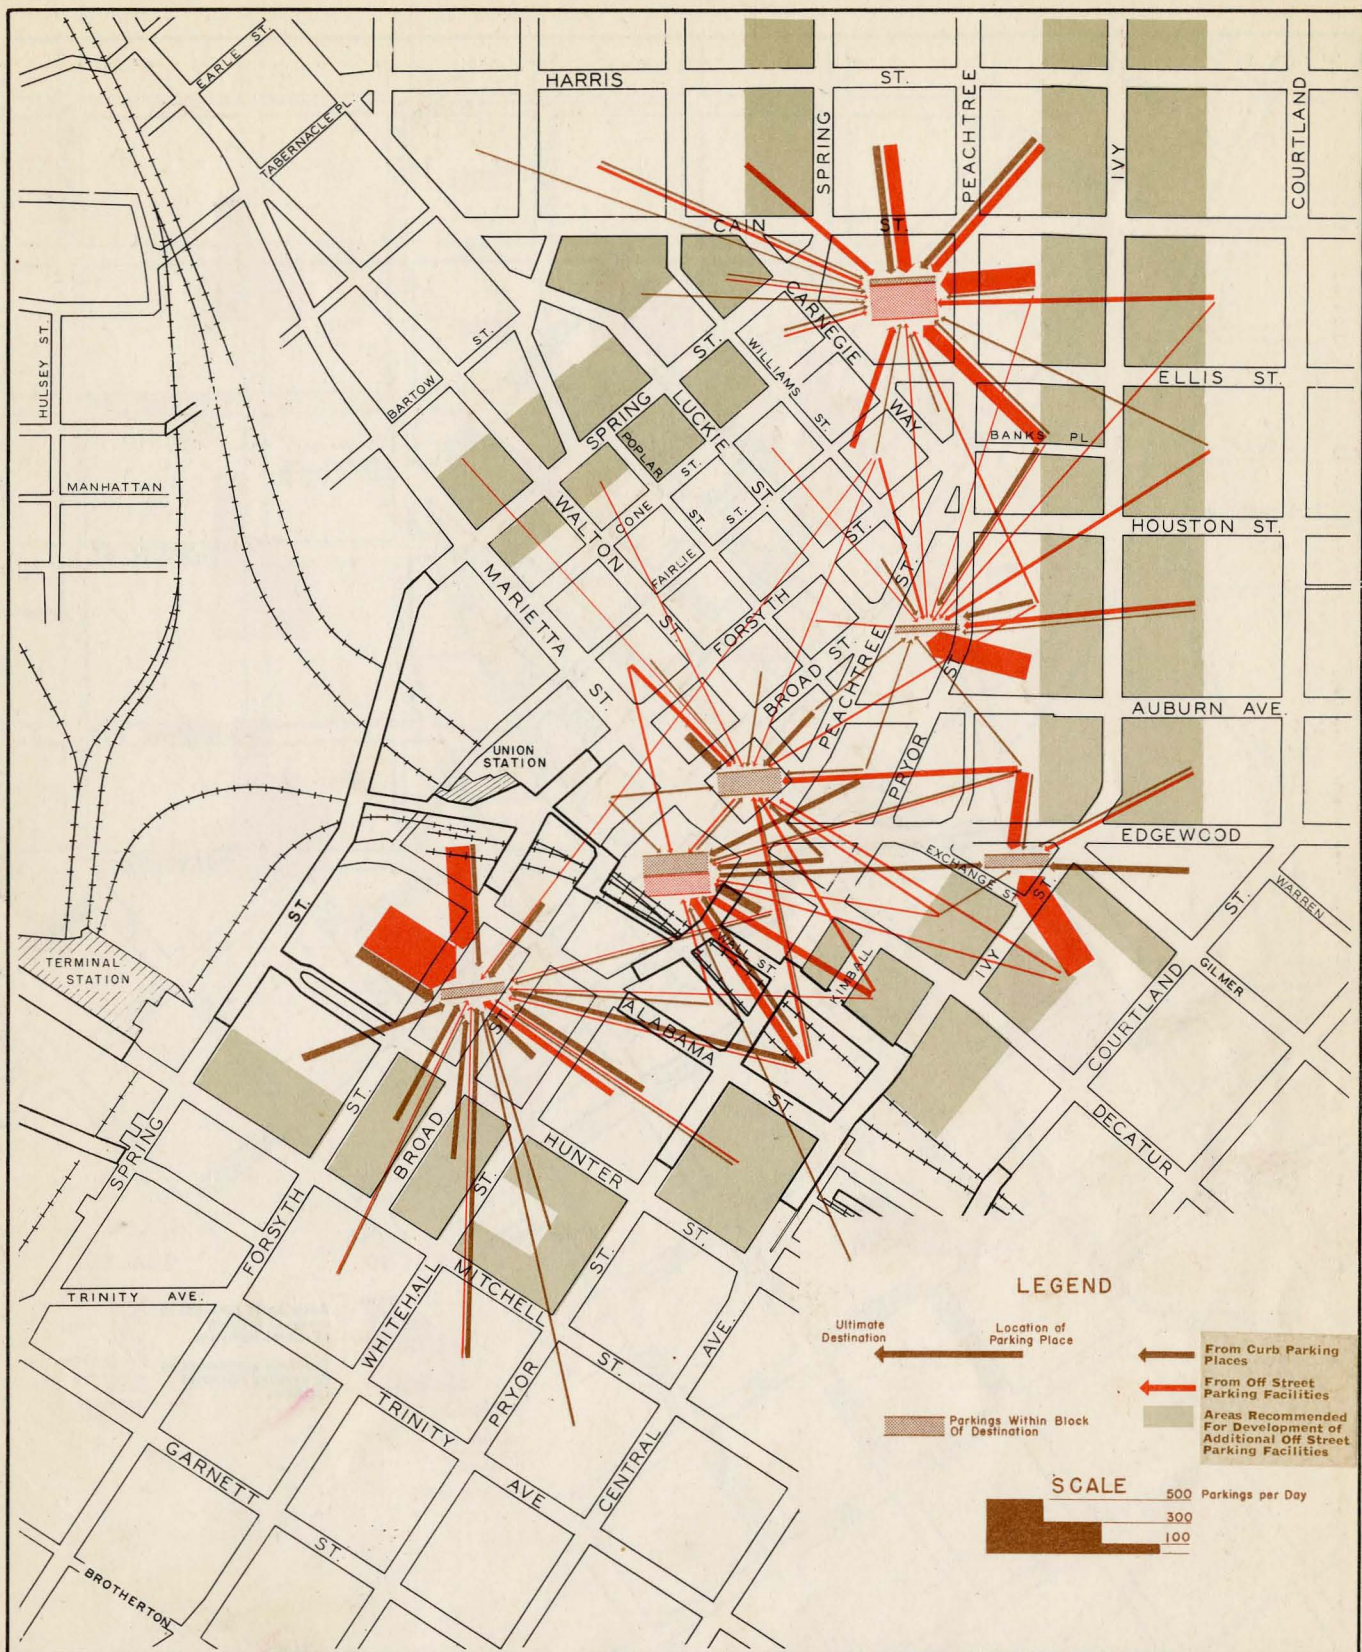 EARLE ST.
TABERNACLE PL.
HARRIS ST.
SPRING
PEACHTREE
IVY
COURTLAND
CAIN ST.
CARNEGIE WAY
HULSEY ST.
BARTOW ST.
WILLIAMS ST.
ELLIS ST.
SPRING
LUCKIE ST.
ST.
POPLAR ST.
BANKS PL.
MANHATTAN
WALTON ST.
CONE ST.
ST.
HOUSTON ST.
FAIRLIE
ST.
MARIETTA ST.
FORSYTH
ST.
BROAD ST.
PEACHTREE ST.
AUBURN AVE.
UNION
STATION
PRYOR ST.
EDGEWOOD
EXCHANGE ST.
IVY ST.
WARREN
ST.
TERMINAL
STATION
WALL ST.
KIMBALL
GILMER
ST.
ALABAMA ST.
COURTLAND ST.
DECATUR
SPRING
ST.
BROAD
HUNTER ST.
FORSYTH
WHITEHALL ST.
MITCHELL ST.
TRINITY AVE.
PRYOR ST.
CENTRAL AVE.
TRINITY AVE
GARNETT ST.
BROTHERTON
LEGEND
Ultimate
Destination
Location of
Parking Place
From Curb Parking
Places
From Off Street
Parking Facilities
Parkings Within Block
Of Destination
Areas Recommended
For Development of
Additional Off Street
Parking Facilities
SCALE
500 Parkings per Day
300
100